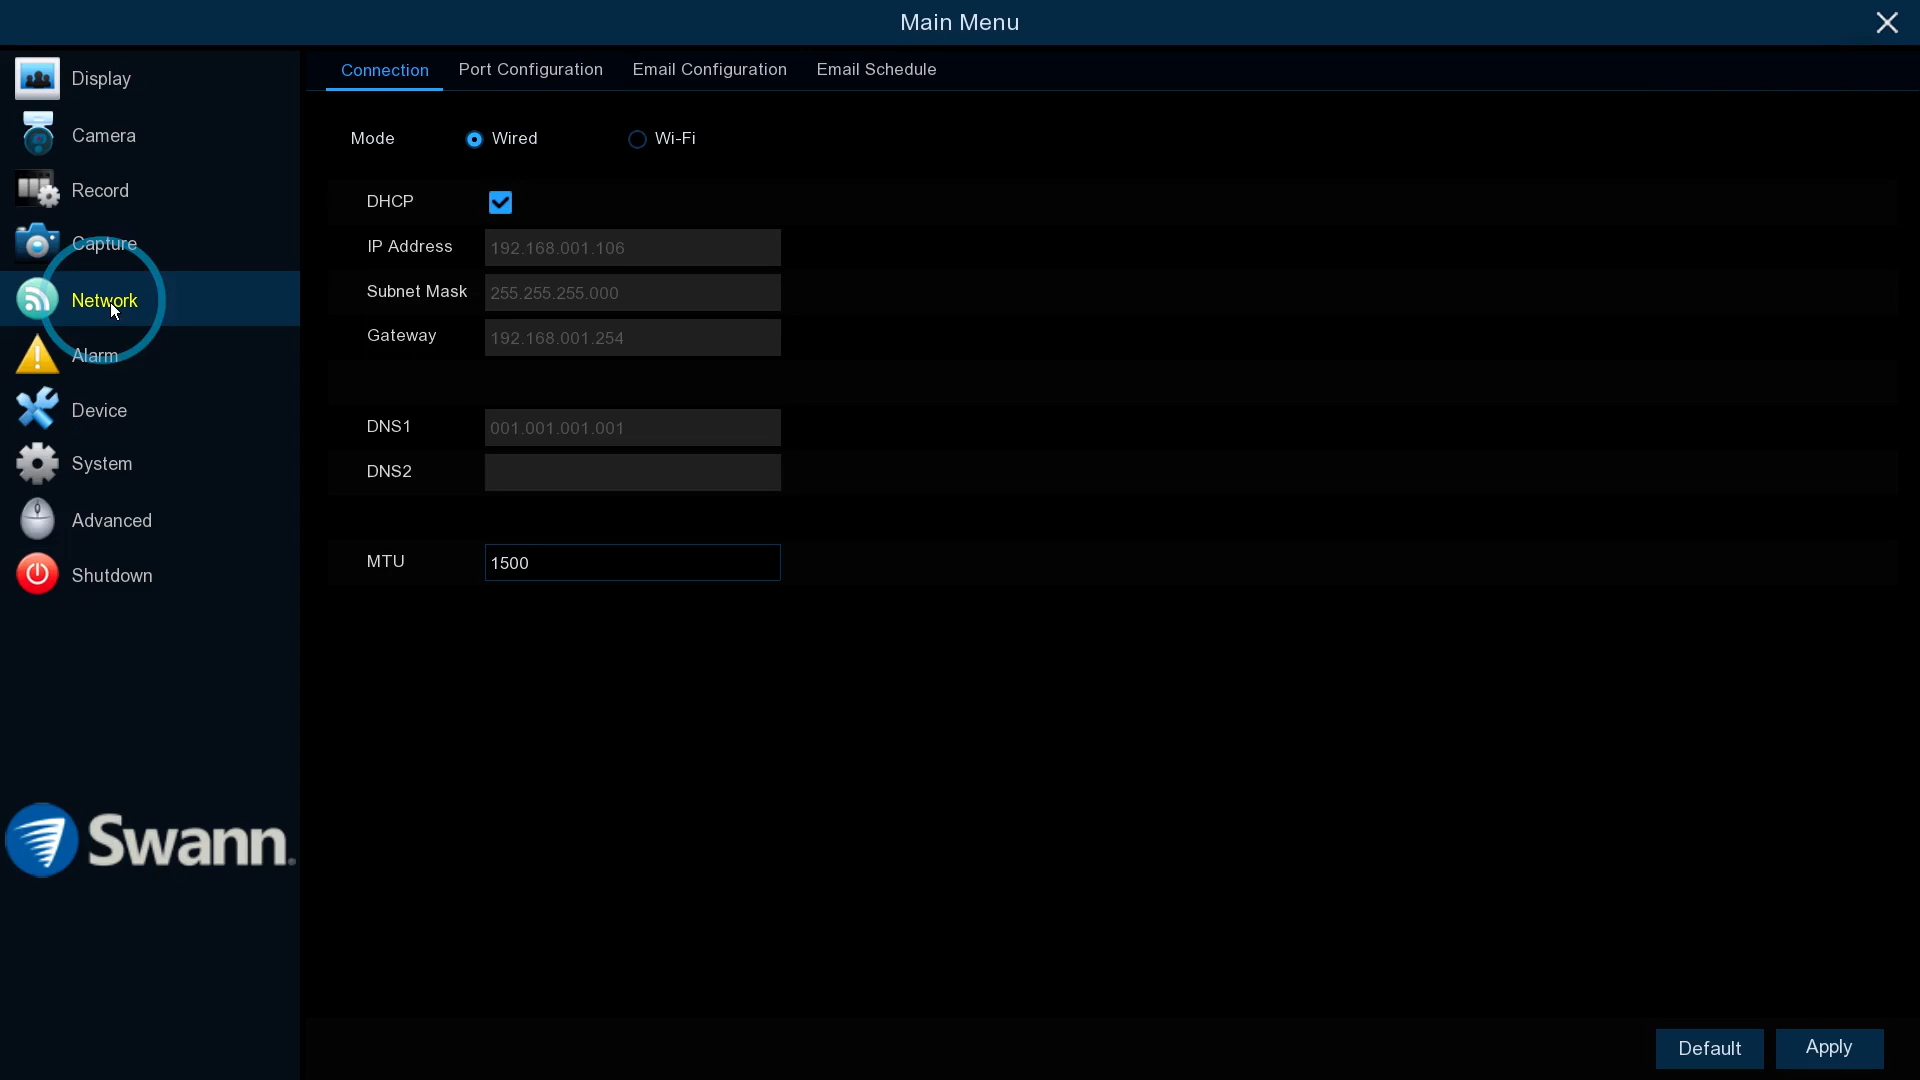 Main Menu
Display
Camera
Record
Capture
Network
Alarm
Device
System
Advanced
Shutdown
Swann
Connection Port Configuration Email Configuration Email Schedule
Mode Wired Wi-Fi
DHCP
IP Address 192.168.001.106
Subnet Mask 255.255.255.000
Gateway 192.168.001.254
DNS1 001.001.001.001
DNS2
MTU 1500
Default Apply